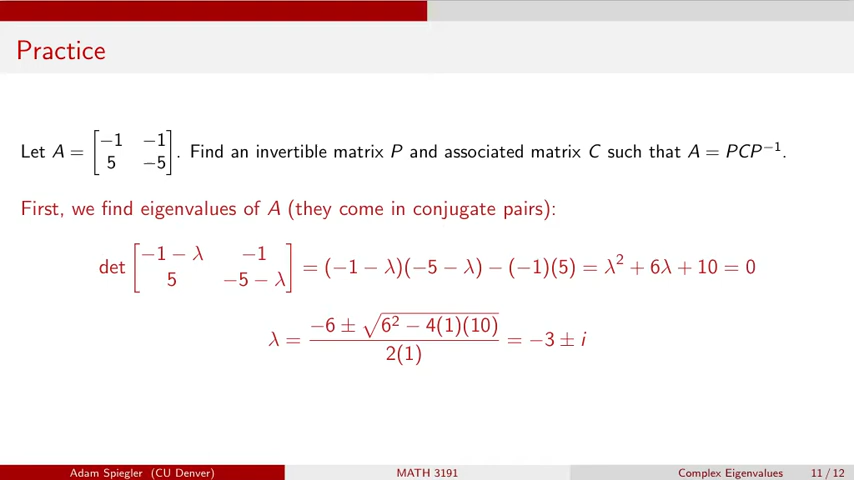 Practice
Let A = [−1 −1; 5 −5]. Find an invertible matrix P and associated matrix C such that A = PCP⁻¹.
First, we find eigenvalues of A (they come in conjugate pairs):
det [−1 − λ −1; 5 −5 − λ] = (−1 − λ)(−5 − λ) − (−1)(5) = λ² + 6λ + 10 = 0
λ = (−6 ± √(6² − 4(1)(10))) / 2(1) = −3 ± i
Adam Spiegler (CU Denver) MATH 3191 Complex Eigenvalues 11 / 12